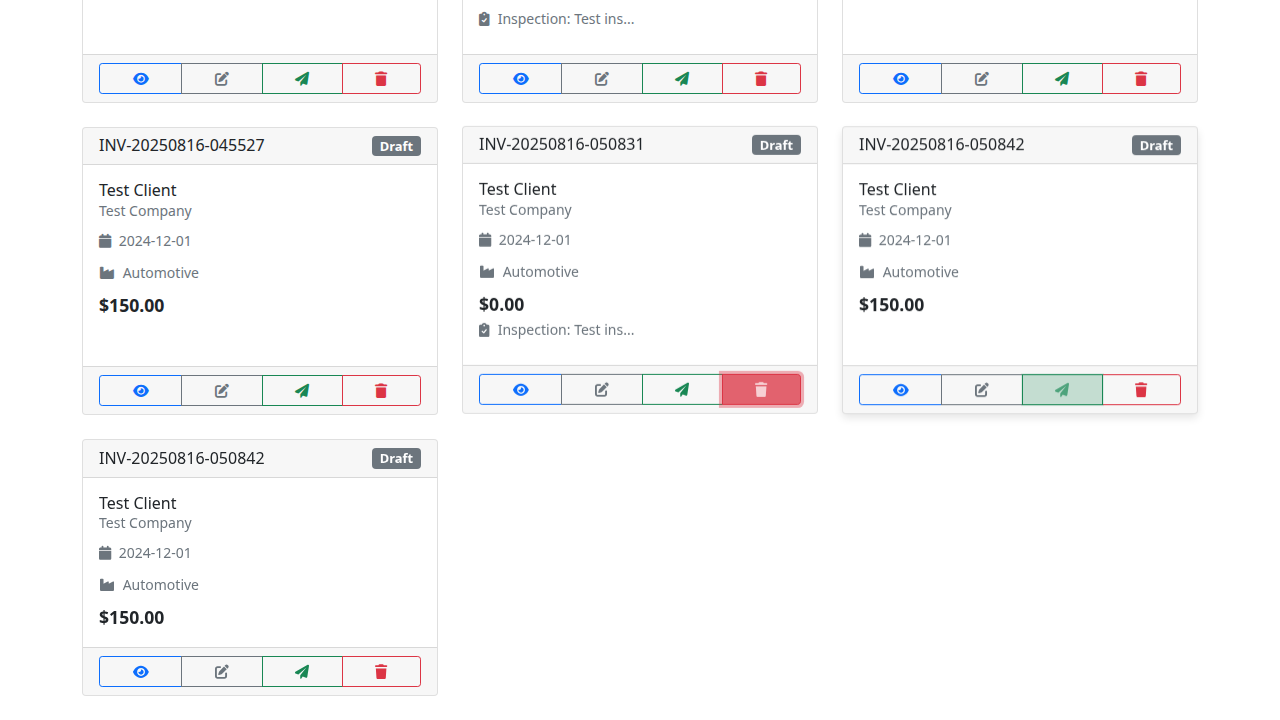 Inspection: Test ins...
INV-20250816-045527
Draft
Test Client
Test Company
2024-12-01
Automotive
$150.00
INV-20250816-050831
Draft
Test Client
Test Company
2024-12-01
Automotive
$0.00
Inspection: Test ins...
INV-20250816-050842
Draft
Test Client
Test Company
2024-12-01
Automotive
$150.00
INV-20250816-050842
Draft
Test Client
Test Company
2024-12-01
Automotive
$150.00